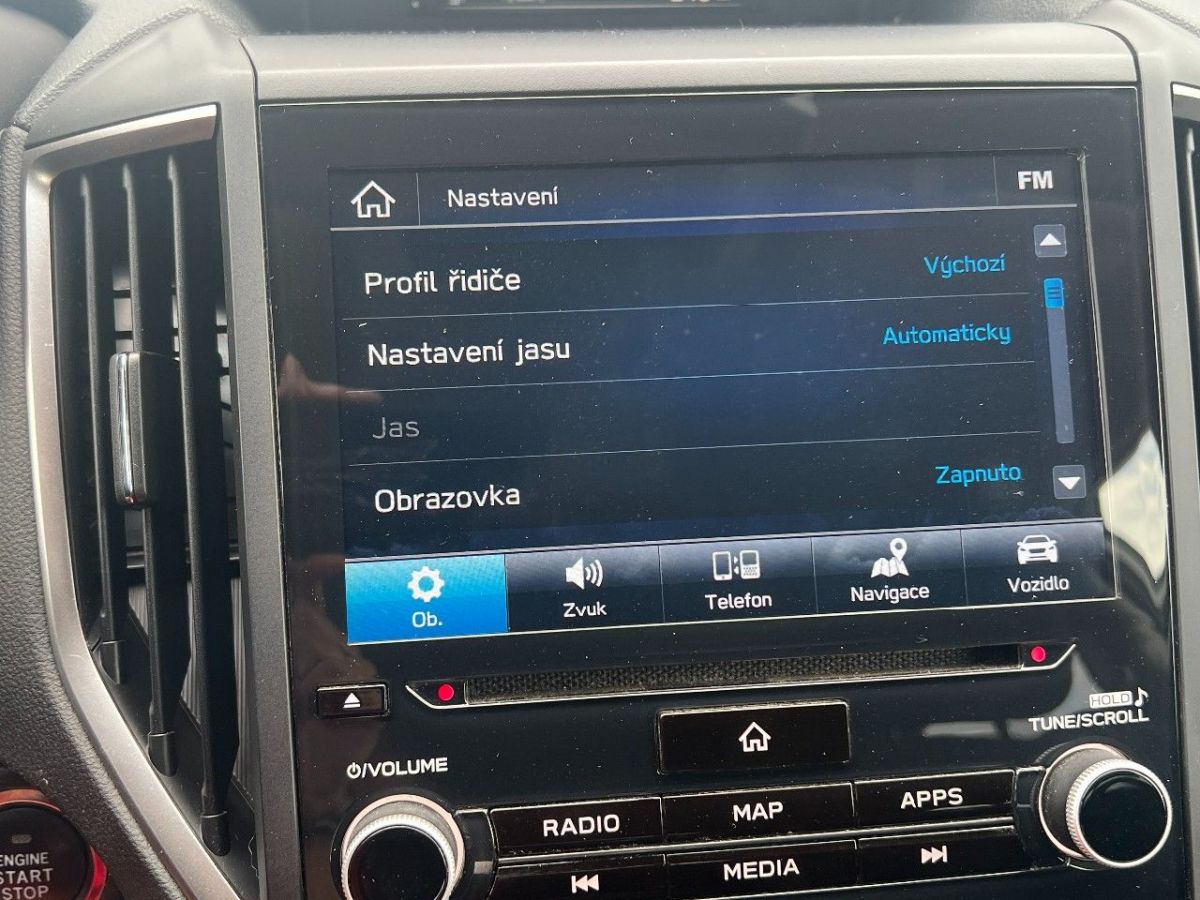 Nastavení
FM
Profil řidiče
Výchozí
Nastavení jasu
Automaticky
Jas
Obrazovka
Zapnuto
Ob.
Zvuk
Telefon
Navigace
Vozidlo
HOLD
TUNE/SCROLL
/VOLUME
RADIO
MAP
APPS
MEDIA
ENGINE
START
STOP